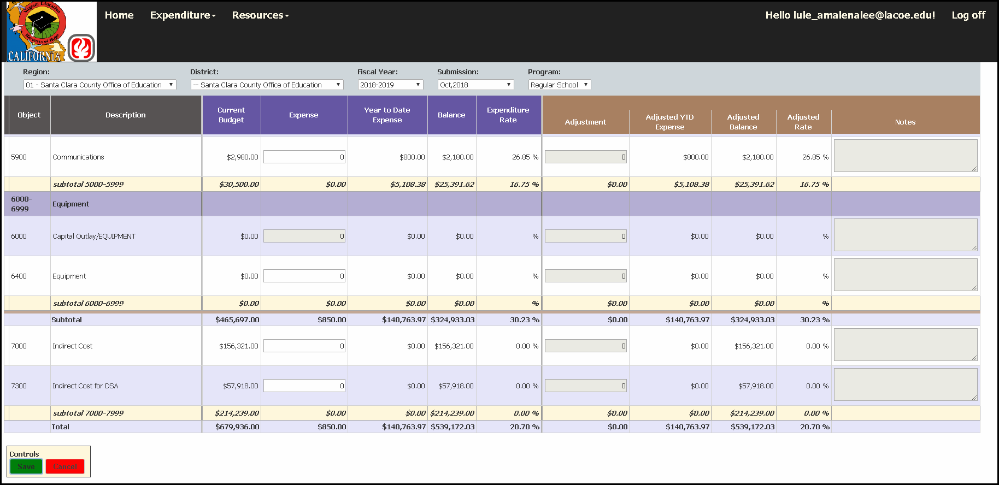 Migrant Education
Harvests of Hope
CALIFORNIA
Home Expenditure Resources Hello lule_amalenalee@lacoe.edu! Log off
Region: District: Fiscal Year: Submission: Program:
01 - Santa Clara County Office of Education -- Santa Clara County Office of Education 2018-2019 Oct,2018 Regular School
Object Description Current Budget Expense Year to Date Expense Balance Expenditure Rate Adjustment Adjusted YTD Expense Adjusted Balance Adjusted Rate Notes
5900 Communications $2,980.00 0 $800.00 $2,180.00 26.85 % 0 $800.00 $2,180.00 26.85 %
subtotal 5000-5999 $30,500.00 $0.00 $5,108.38 $25,391.62 16.75 % $0.00 $5,108.38 $25,391.62 16.75 %
6000-6999 Equipment
6000 Capital Outlay/EQUIPMENT $0.00 0 $0.00 $0.00 % 0 $0.00 $0.00 %
6400 Equipment $0.00 0 $0.00 $0.00 % 0 $0.00 $0.00 %
subtotal 6000-6999 $0.00 $0.00 $0.00 $0.00 % $0.00 $0.00 $0.00 %
Subtotal $465,697.00 $850.00 $140,763.97 $324,933.03 30.23 % $0.00 $140,763.97 $324,933.03 30.23 %
7000 Indirect Cost $156,321.00 0 $0.00 $156,321.00 0.00 % 0 $0.00 $156,321.00 0.00 %
7300 Indirect Cost for DSA $57,918.00 0 $0.00 $57,918.00 0.00 % 0 $0.00 $57,918.00 0.00 %
subtotal 7000-7999 $214,239.00 $0.00 $0.00 $214,239.00 0.00 % $0.00 $0.00 $214,239.00 0.00 %
Total $679,936.00 $850.00 $140,763.97 $539,172.03 20.70 % $0.00 $140,763.97 $539,172.03 20.70 %
Controls
Save Cancel